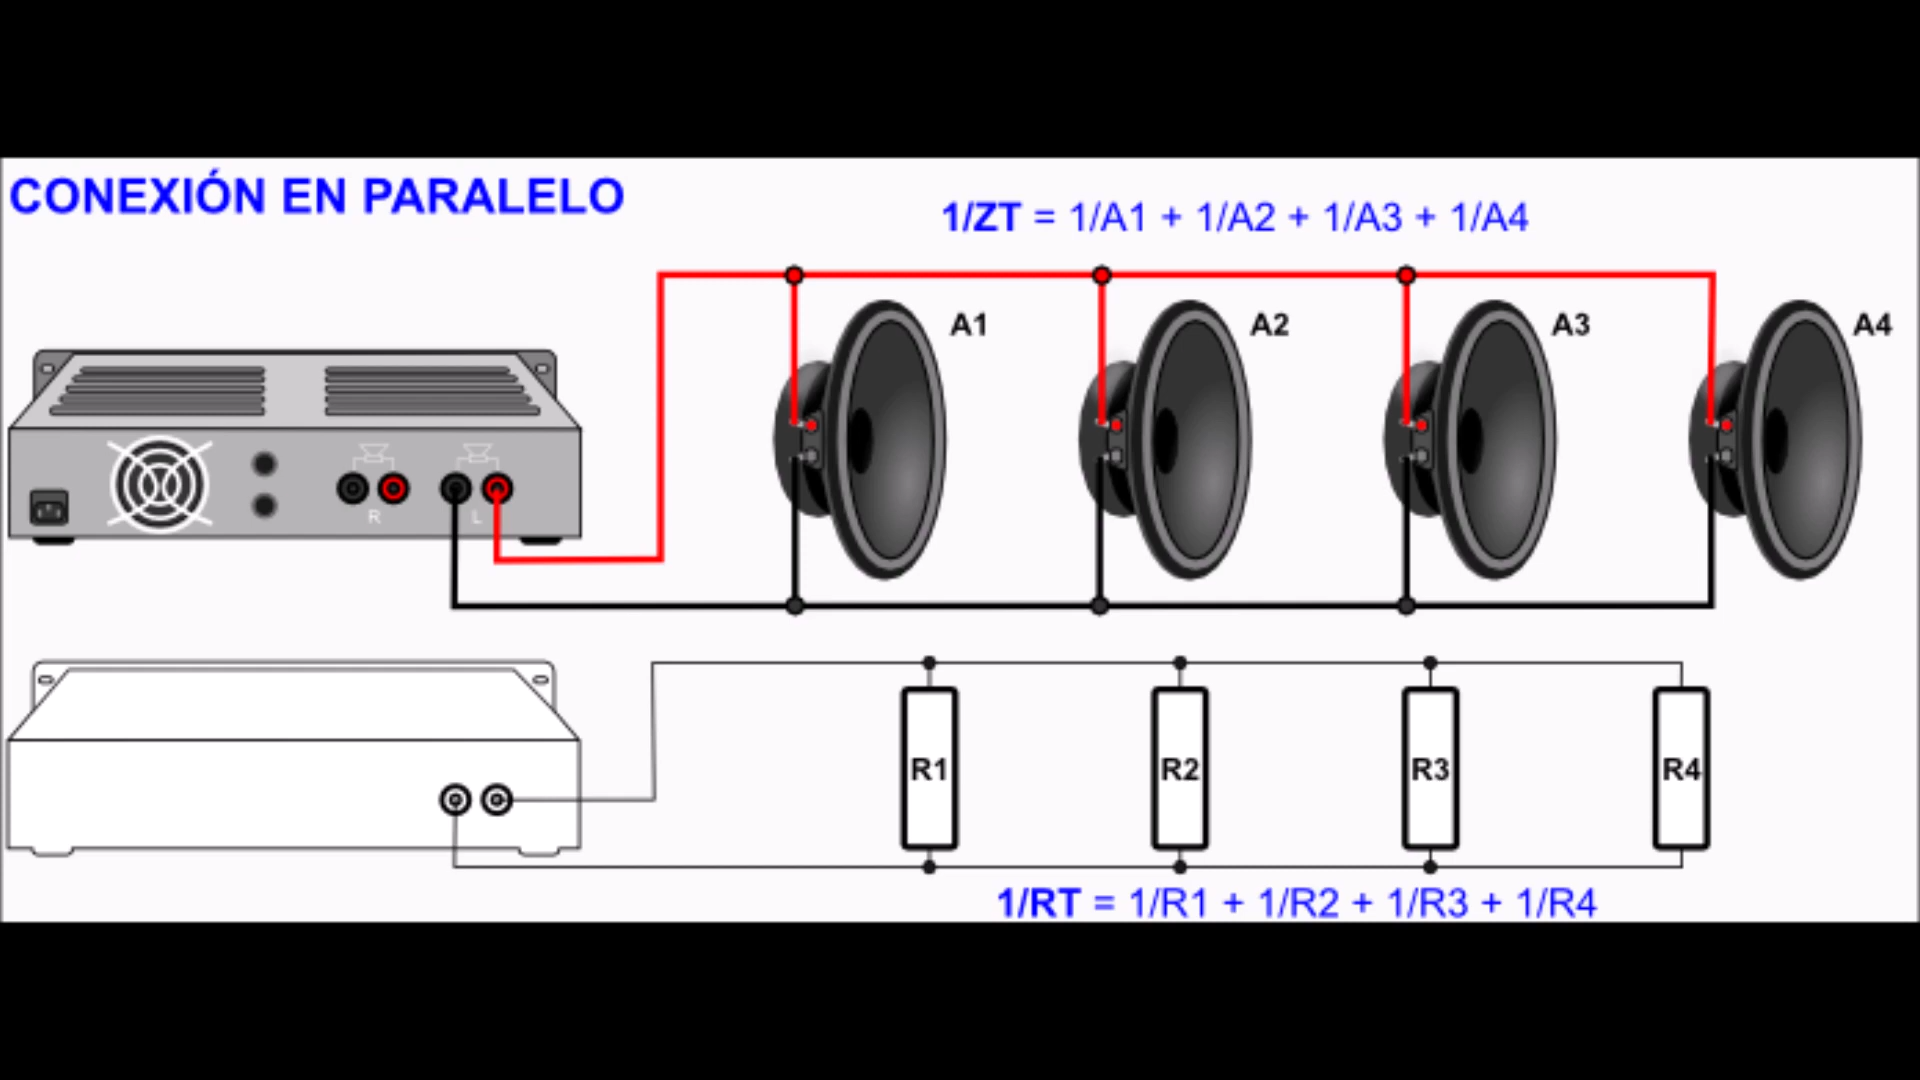 CONEXIÓN EN PARALELO
1/ZT = 1/A1 + 1/A2 + 1/A3 + 1/A4
A1
A2
A3
A4
R
L
R1
R2
R3
R4
1/RT = 1/R1 + 1/R2 + 1/R3 + 1/R4